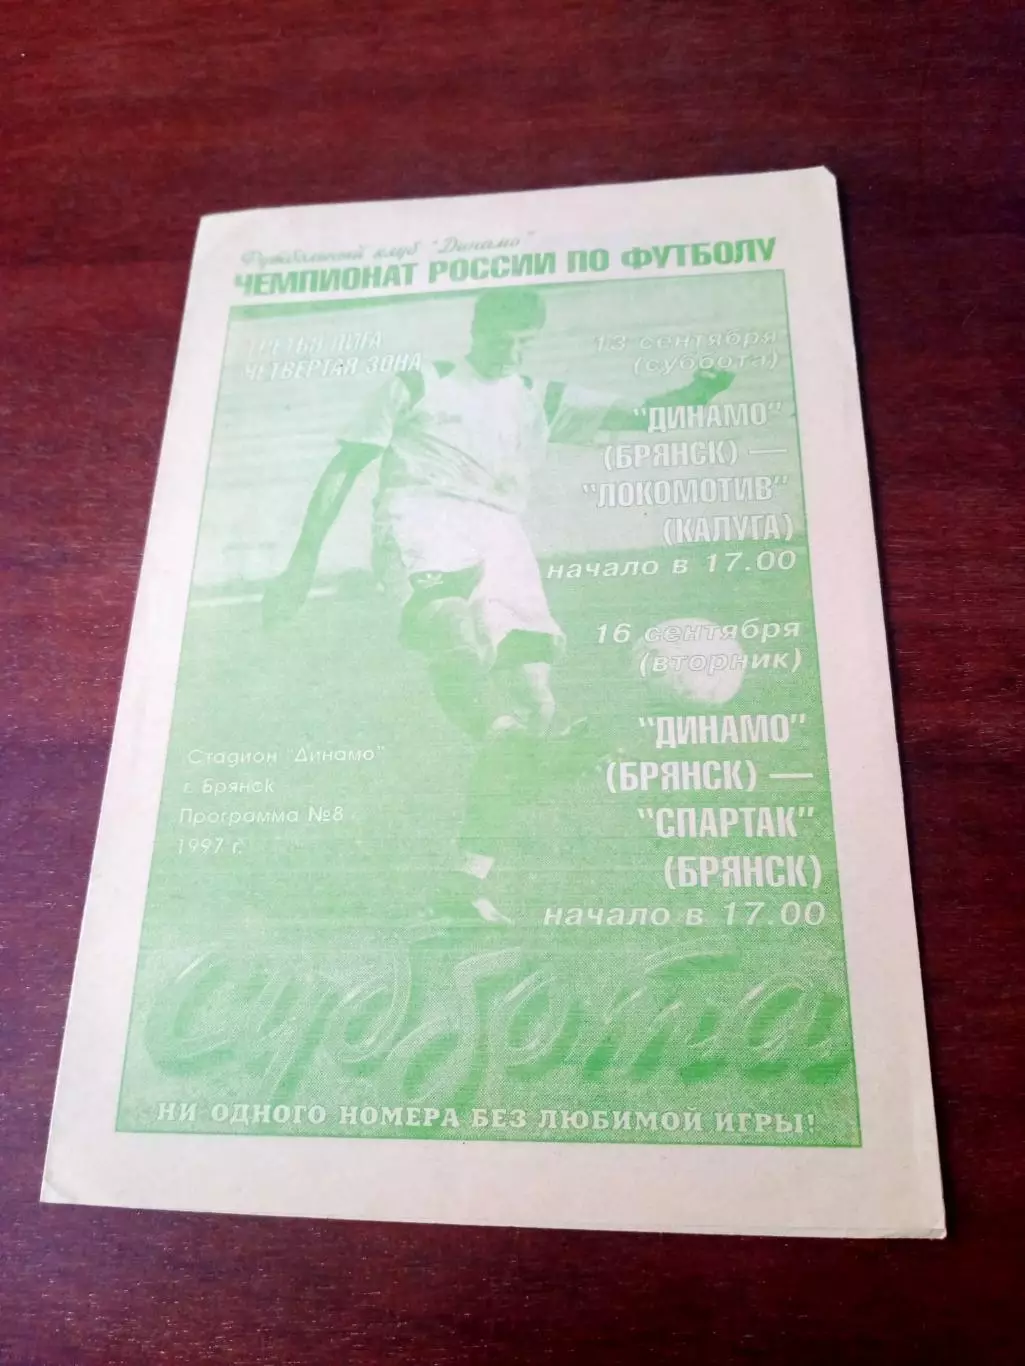 Футбольный клуб "Динамо"
ЧЕМПИОНАТ РОССИИ ПО ФУТБОЛУ
ТРЕТЬЯ ЛИГА
ЧЕТВЕРТАЯ ЗОНА
13 сентября
(суббота)
"ДИНАМО"
(БРЯНСК) —
"ЛОКОМОТИВ"
(КАЛУГА)
начало в 17.00
16 сентября
(вторник)
"ДИНАМО"
(БРЯНСК) —
"СПАРТАК"
(БРЯНСК)
начало в 17.00
Стадион "Динамо"
г. Брянск
Программа №8
1997 г.
Суббота
НИ ОДНОГО НОМЕРА БЕЗ ЛЮБИМОЙ ИГРЫ!